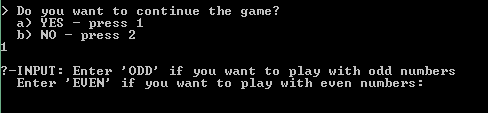 > Do you want to continue the game?
a) YES - press 1
b) NO - press 2
1
?-INPUT: Enter 'ODD' if you want to play with odd numbers
Enter 'EVEN' if you want to play with even numbers: